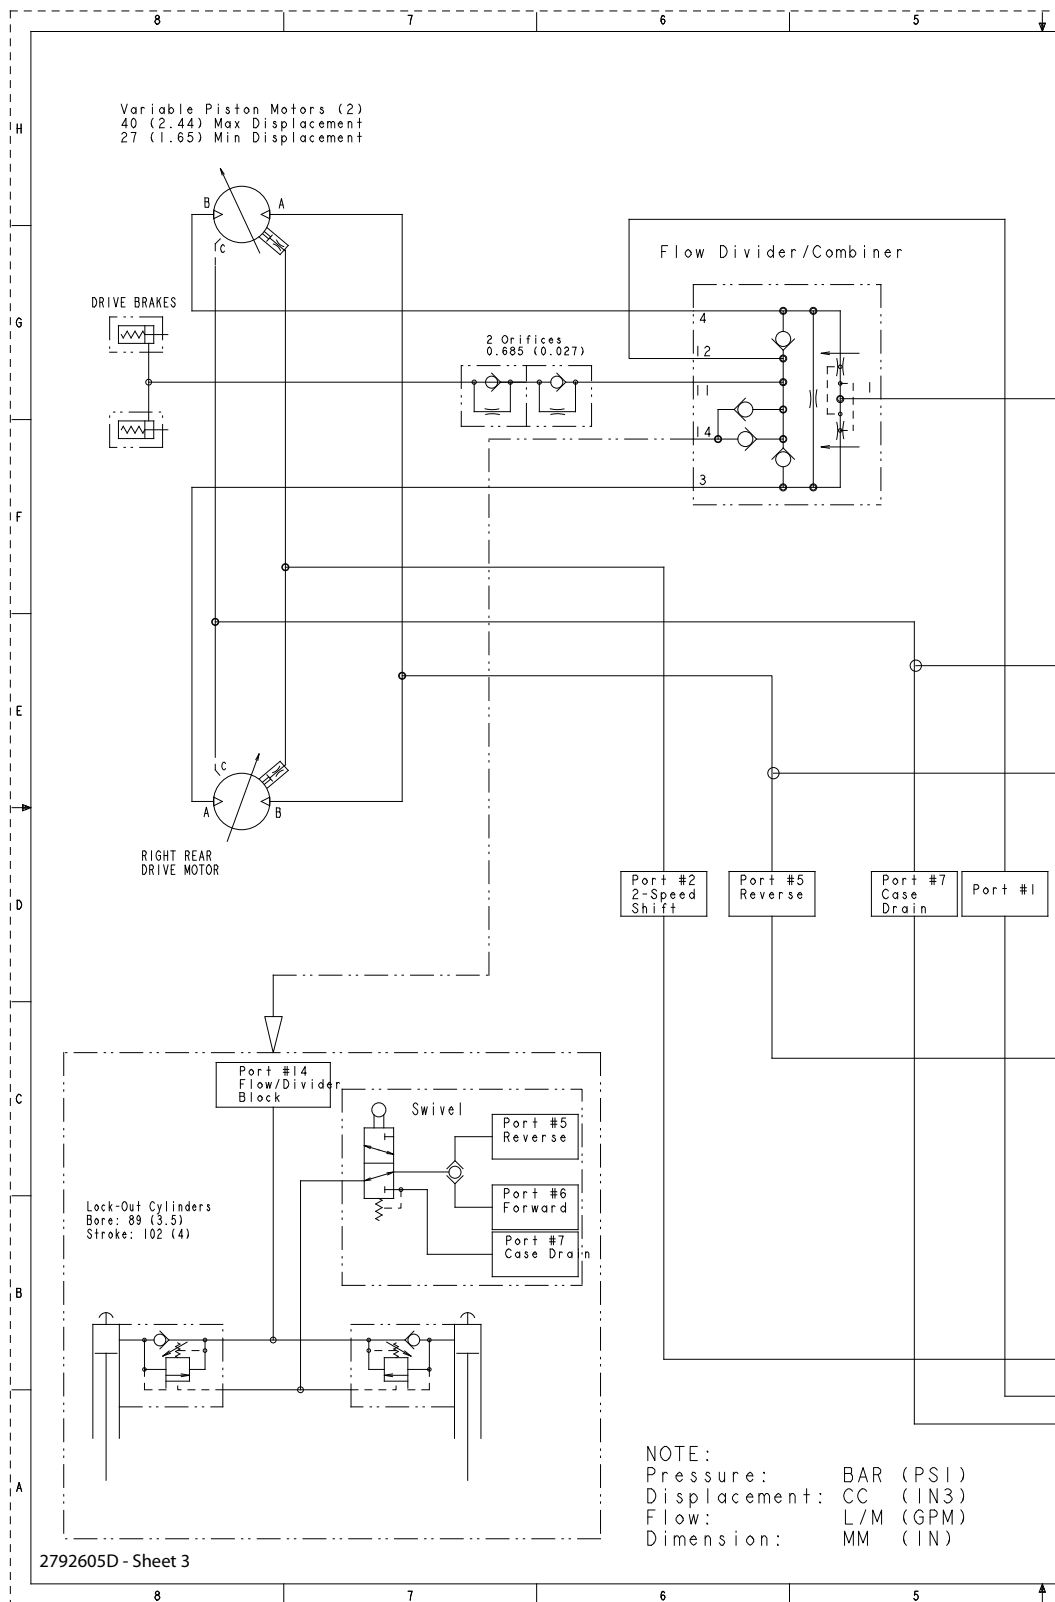 8 7 6 5
H
Variable Piston Motors (2)
40 (2.44) Max Displacement
27 (1.65) Min Displacement
B A
C
Flow Divider/Combiner
DRIVE BRAKES
G
4
2 Orifices
0.685 (0.027)
12
11
1
14
3
F
E
C
A B
RIGHT REAR
DRIVE MOTOR
D
Port #2
2-Speed
Shift
Port #5
Reverse
Port #7
Case
Drain
Port #1
Port #14
Flow/Divider
Block
C
Swivel
Port #5
Reverse
Port #6
Forward
Port #7
Case Drain
Lock-Out Cylinders
Bore: 89 (3.5)
Stroke: 102 (4)
B
A
NOTE:
Pressure: BAR (PSI)
Displacement: CC (IN3)
Flow: L/M (GPM)
Dimension: MM (IN)
2792605D - Sheet 3
8 7 6 5